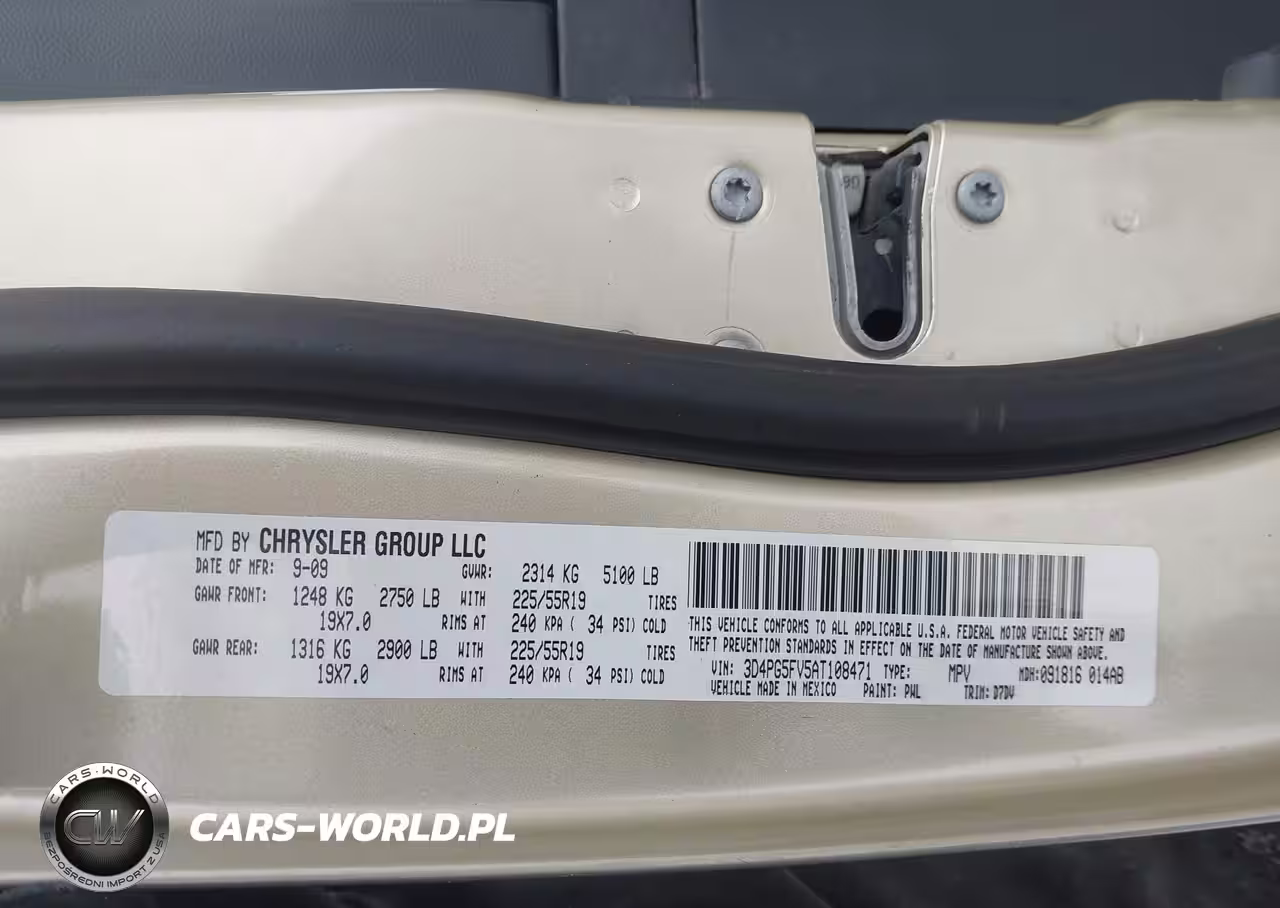 90
MFD BY CHRYSLER GROUP LLC
DATE OF MFR: 9-09 GVWR: 2314 KG 5100 LB
GAWR FRONT: 1248 KG 2750 LB WITH 225/55R19 TIRES
19X7.0 RIMS AT 240 KPA ( 34 PSI) COLD
GAWR REAR: 1316 KG 2900 LB WITH 225/55R19 TIRES
19X7.0 RIMS AT 240 KPA ( 34 PSI) COLD
THIS VEHICLE CONFORMS TO ALL APPLICABLE U.S.A. FEDERAL MOTOR VEHICLE SAFETY AND
THEFT PREVENTION STANDARDS IN EFFECT ON THE DATE OF MANUFACTURE SHOWN ABOVE.
VIN: 3D4PG5FV5AT108471 TYPE: MPV MDH:091816 014AB
VEHICLE MADE IN MEXICO PAINT: PWL TRIM: D7DV
CARS-WORLD
CW
BEZPOŚREDNI IMPORT Z USA
CARS-WORLD.PL